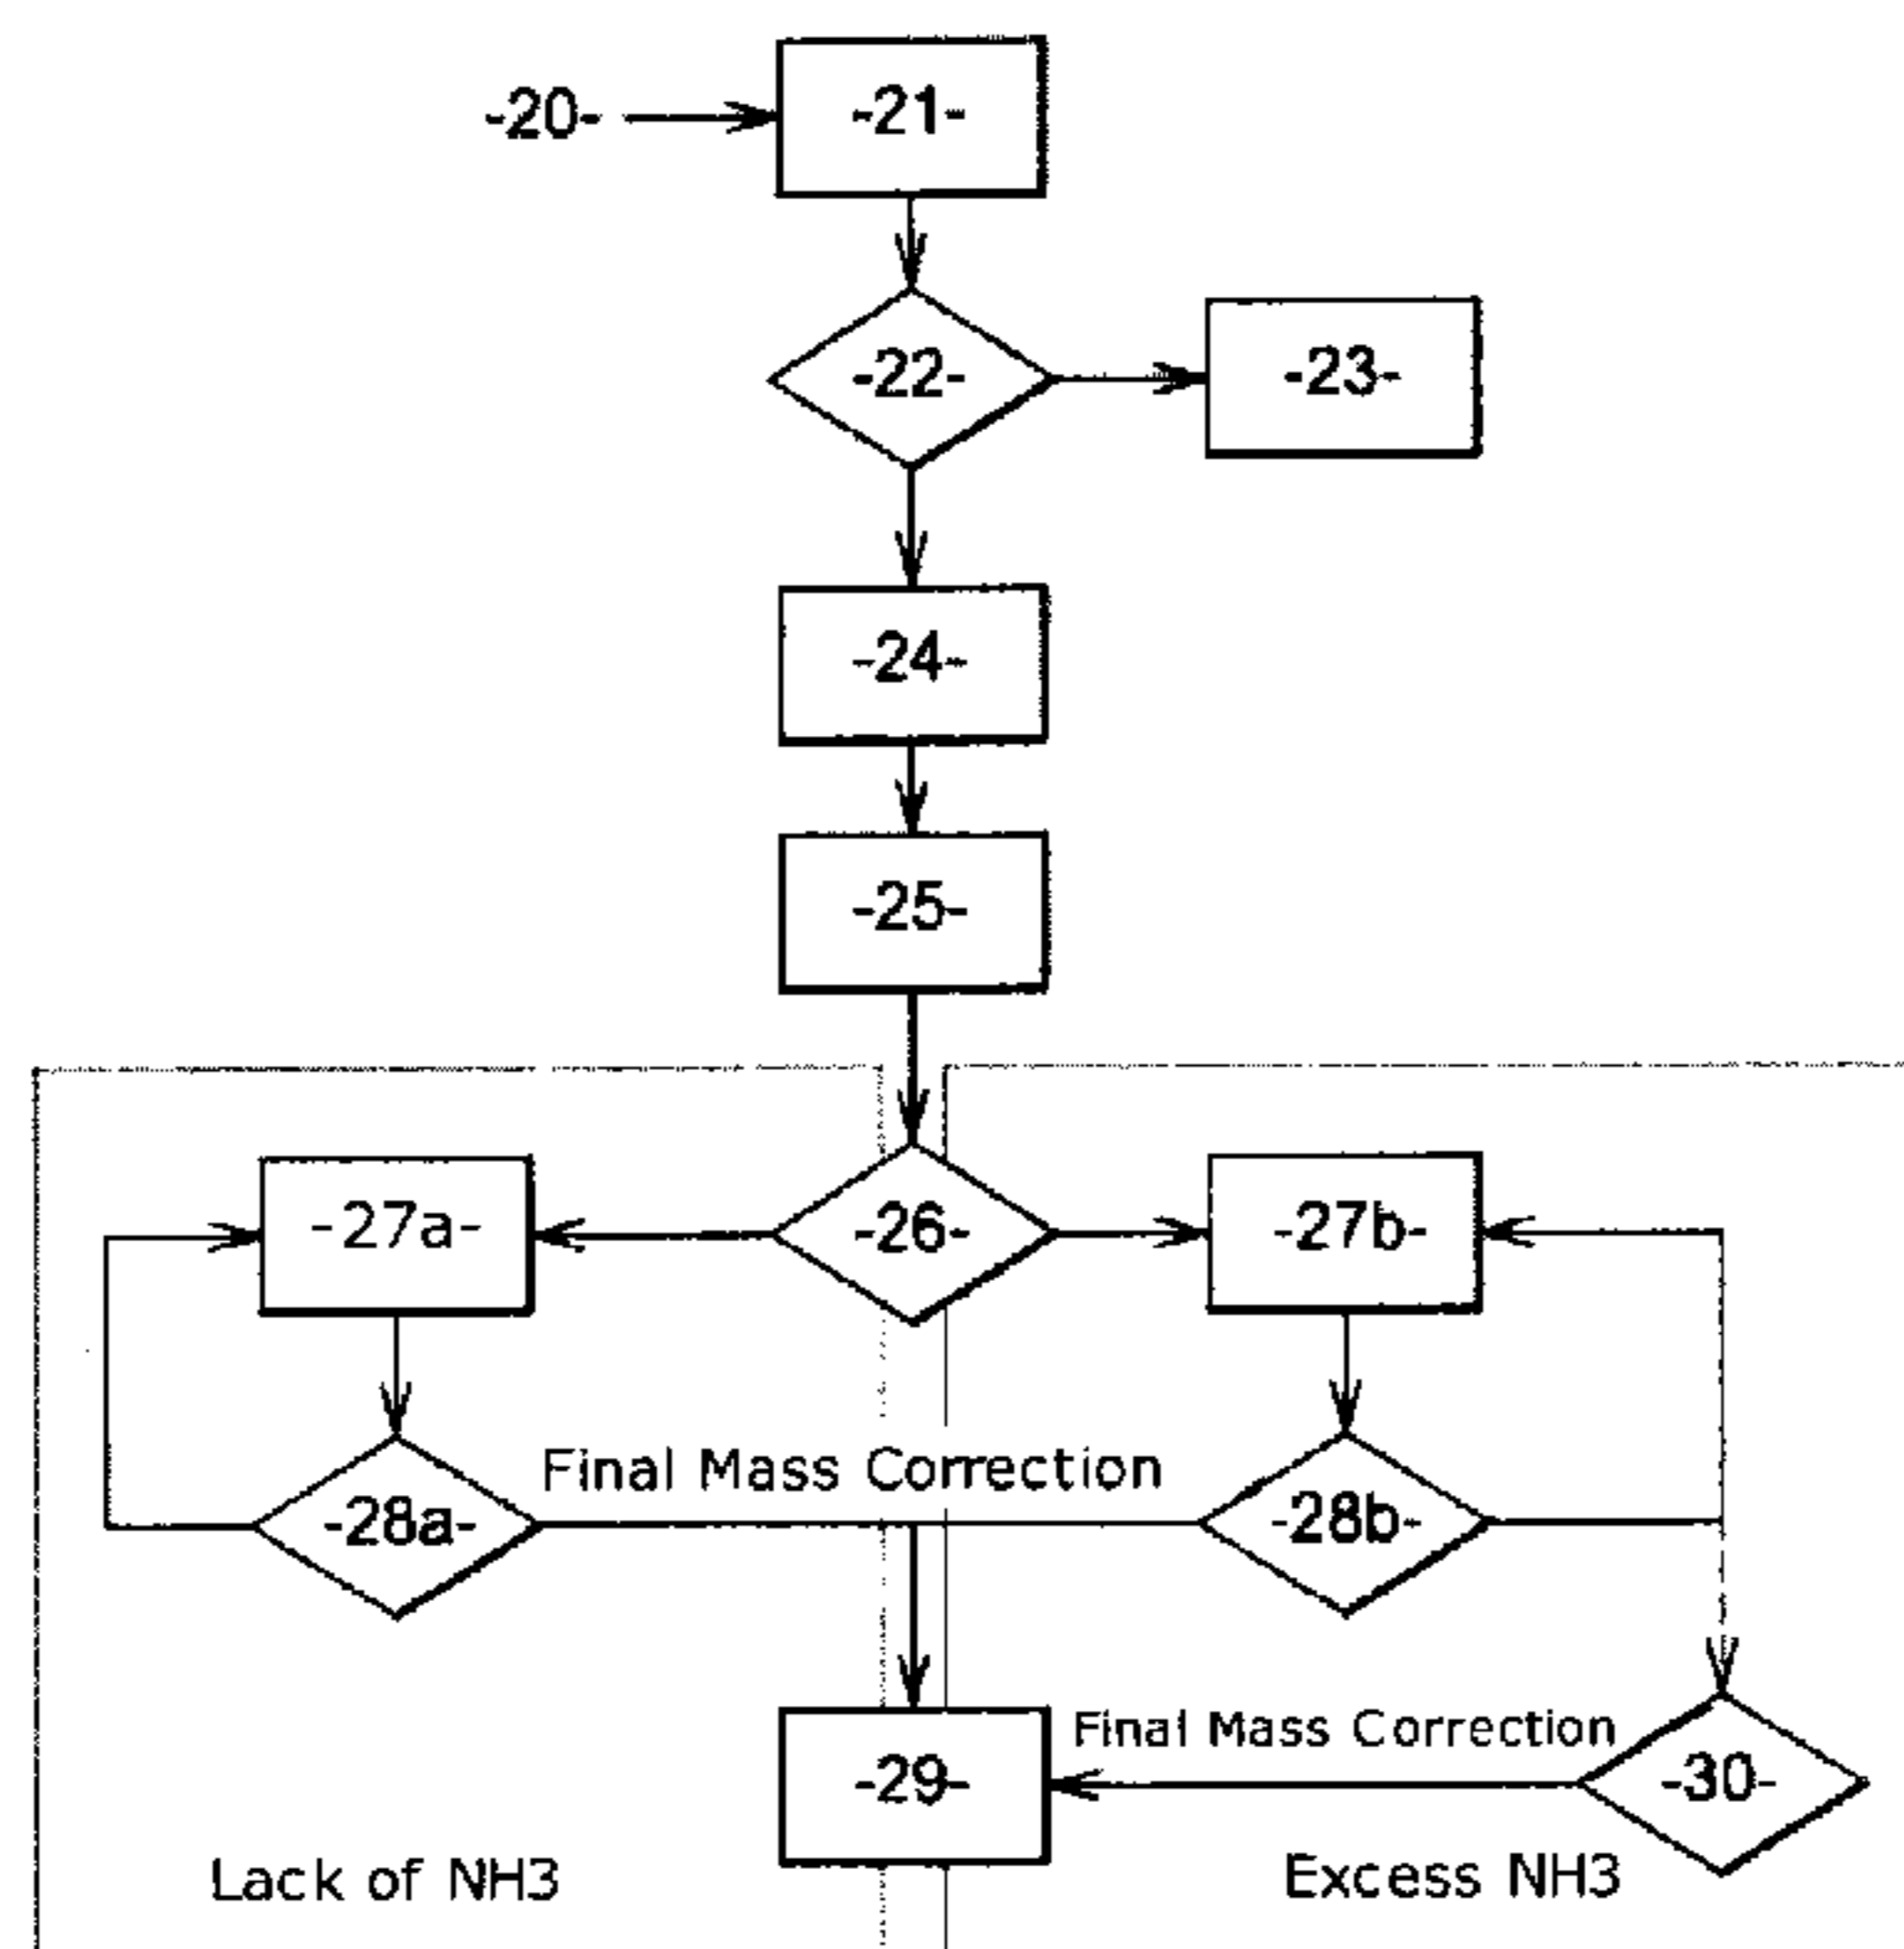 -20-
-21-
-22-
-23-
-24-
-25-
-27a-
-26-
-27b-
Final Mass Correction
-28a-
-28b-
Final Mass Correction
-29-
-30-
Lack of NH3
Excess NH3